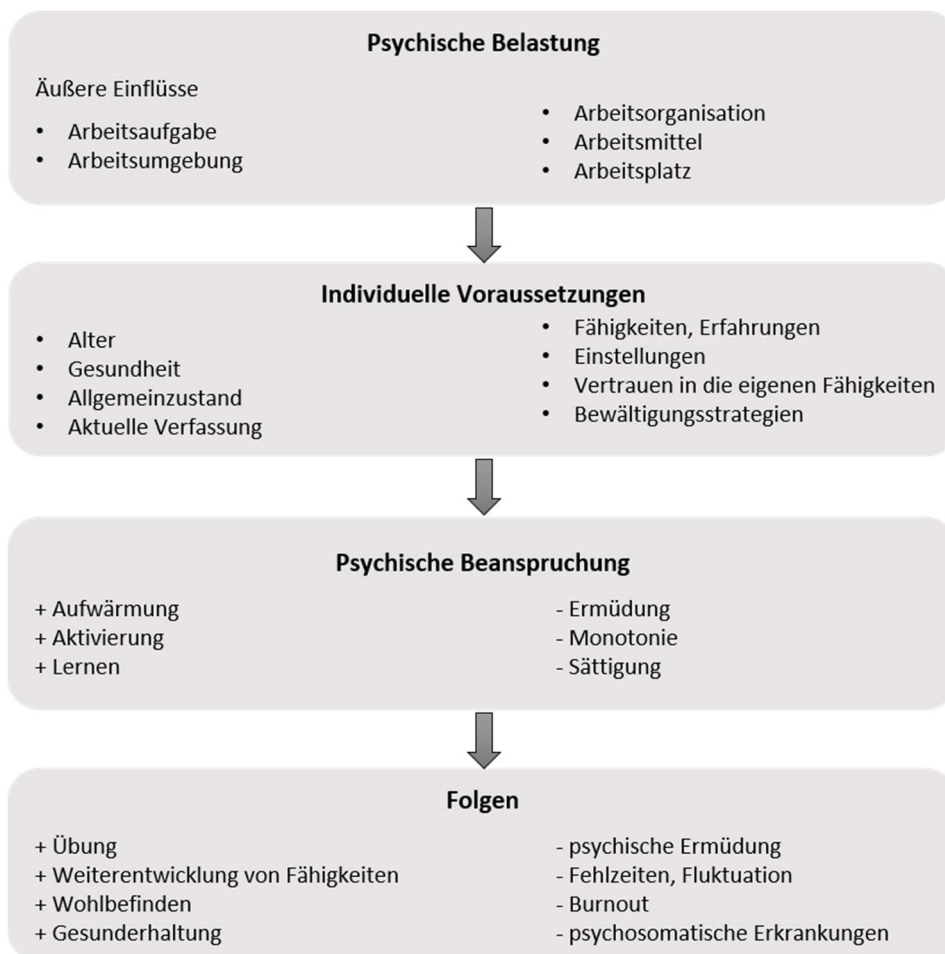 Psychische Belastung
Äußere Einflüsse
• Arbeitsaufgabe
• Arbeitsumgebung
• Arbeitsorganisation
• Arbeitsmittel
• Arbeitsplatz
Individuelle Voraussetzungen
• Alter
• Gesundheit
• Allgemeinzustand
• Aktuelle Verfassung
• Fähigkeiten, Erfahrungen
• Einstellungen
• Vertrauen in die eigenen Fähigkeiten
• Bewältigungsstrategien
Psychische Beanspruchung
+ Aufwärmung
+ Aktivierung
+ Lernen
- Ermüdung
- Monotonie
- Sättigung
Folgen
+ Übung
+ Weiterentwicklung von Fähigkeiten
+ Wohlbefinden
+ Gesunderhaltung
- psychische Ermüdung
- Fehlzeiten, Fluktuation
- Burnout
- psychosomatische Erkrankungen